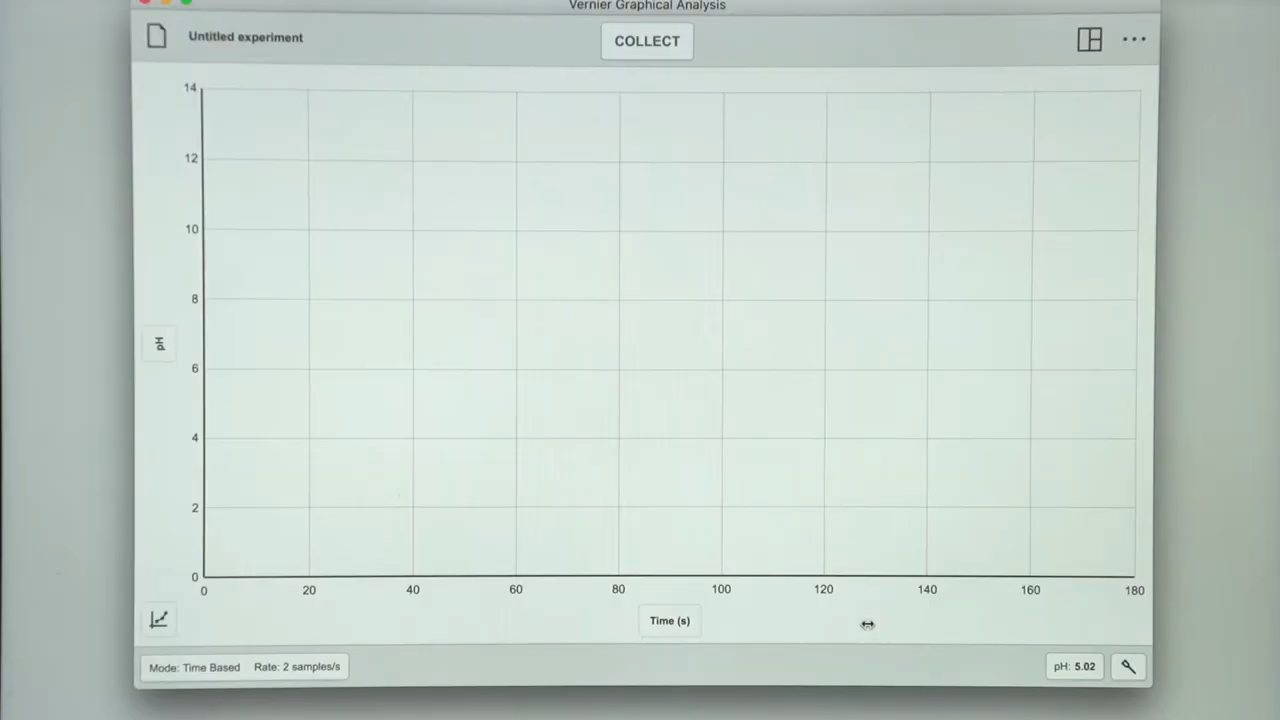 Vernier Graphical Analysis
Untitled experiment
COLLECT
14
12
10
8
pH
6
4
2
0
0 20 40 60 80 100 120 140 160 180
Time (s)
Mode: Time Based Rate: 2 samples/s
pH: 5.02